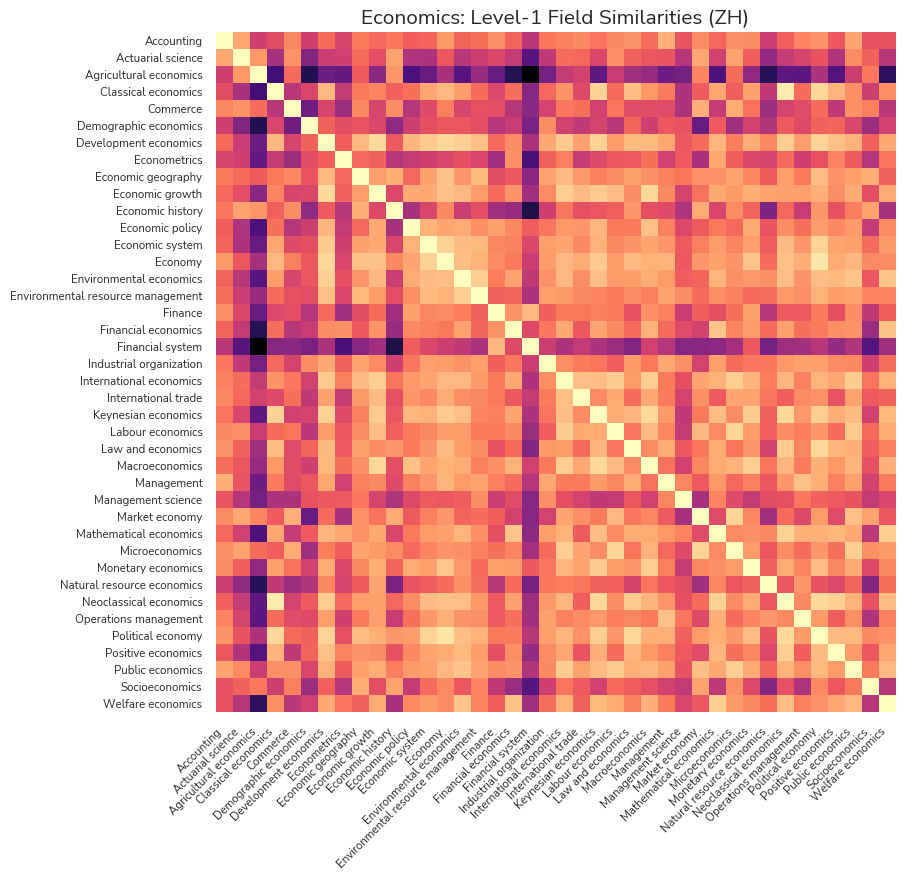 Economics: Level-1 Field Similarities (ZH)
Accounting
Actuarial science
Agricultural economics
Classical economics
Commerce
Demographic economics
Development economics
Econometrics
Economic geography
Economic growth
Economic history
Economic policy
Economic system
Economy
Environmental economics
Environmental resource management
Finance
Financial economics
Financial system
Industrial organization
International economics
International trade
Keynesian economics
Labour economics
Law and economics
Macroeconomics
Management
Management science
Market economy
Mathematical economics
Microeconomics
Monetary economics
Natural resource economics
Neoclassical economics
Operations management
Political economy
Positive economics
Public economics
Socioeconomics
Welfare economics
Accounting
Actuarial science
Agricultural economics
Classical economics
Commerce
Demographic economics
Development economics
Econometrics
Economic geography
Economic growth
Economic history
Economic policy
Economic system
Economy
Environmental economics
Environmental resource management
Finance
Financial economics
Financial system
Industrial organization
International economics
International trade
Keynesian economics
Labour economics
Law and economics
Macroeconomics
Management
Management science
Market economy
Mathematical economics
Microeconomics
Monetary economics
Natural resource economics
Neoclassical economics
Operations management
Political economy
Positive economics
Public economics
Socioeconomics
Welfare economics